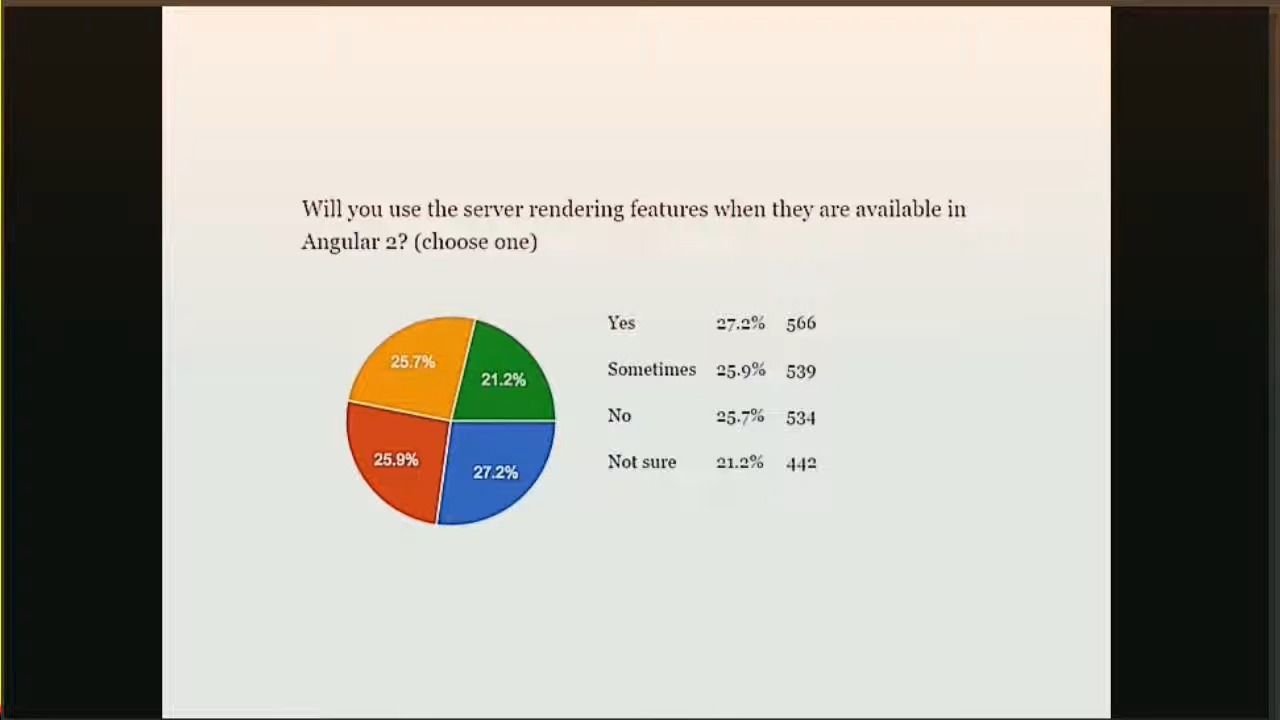 Will you use the server rendering features when they are available in
Angular 2? (choose one)
25.7%
21.2%
25.9%
27.2%
Yes 27.2% 566
Sometimes 25.9% 539
No 25.7% 534
Not sure 21.2% 442